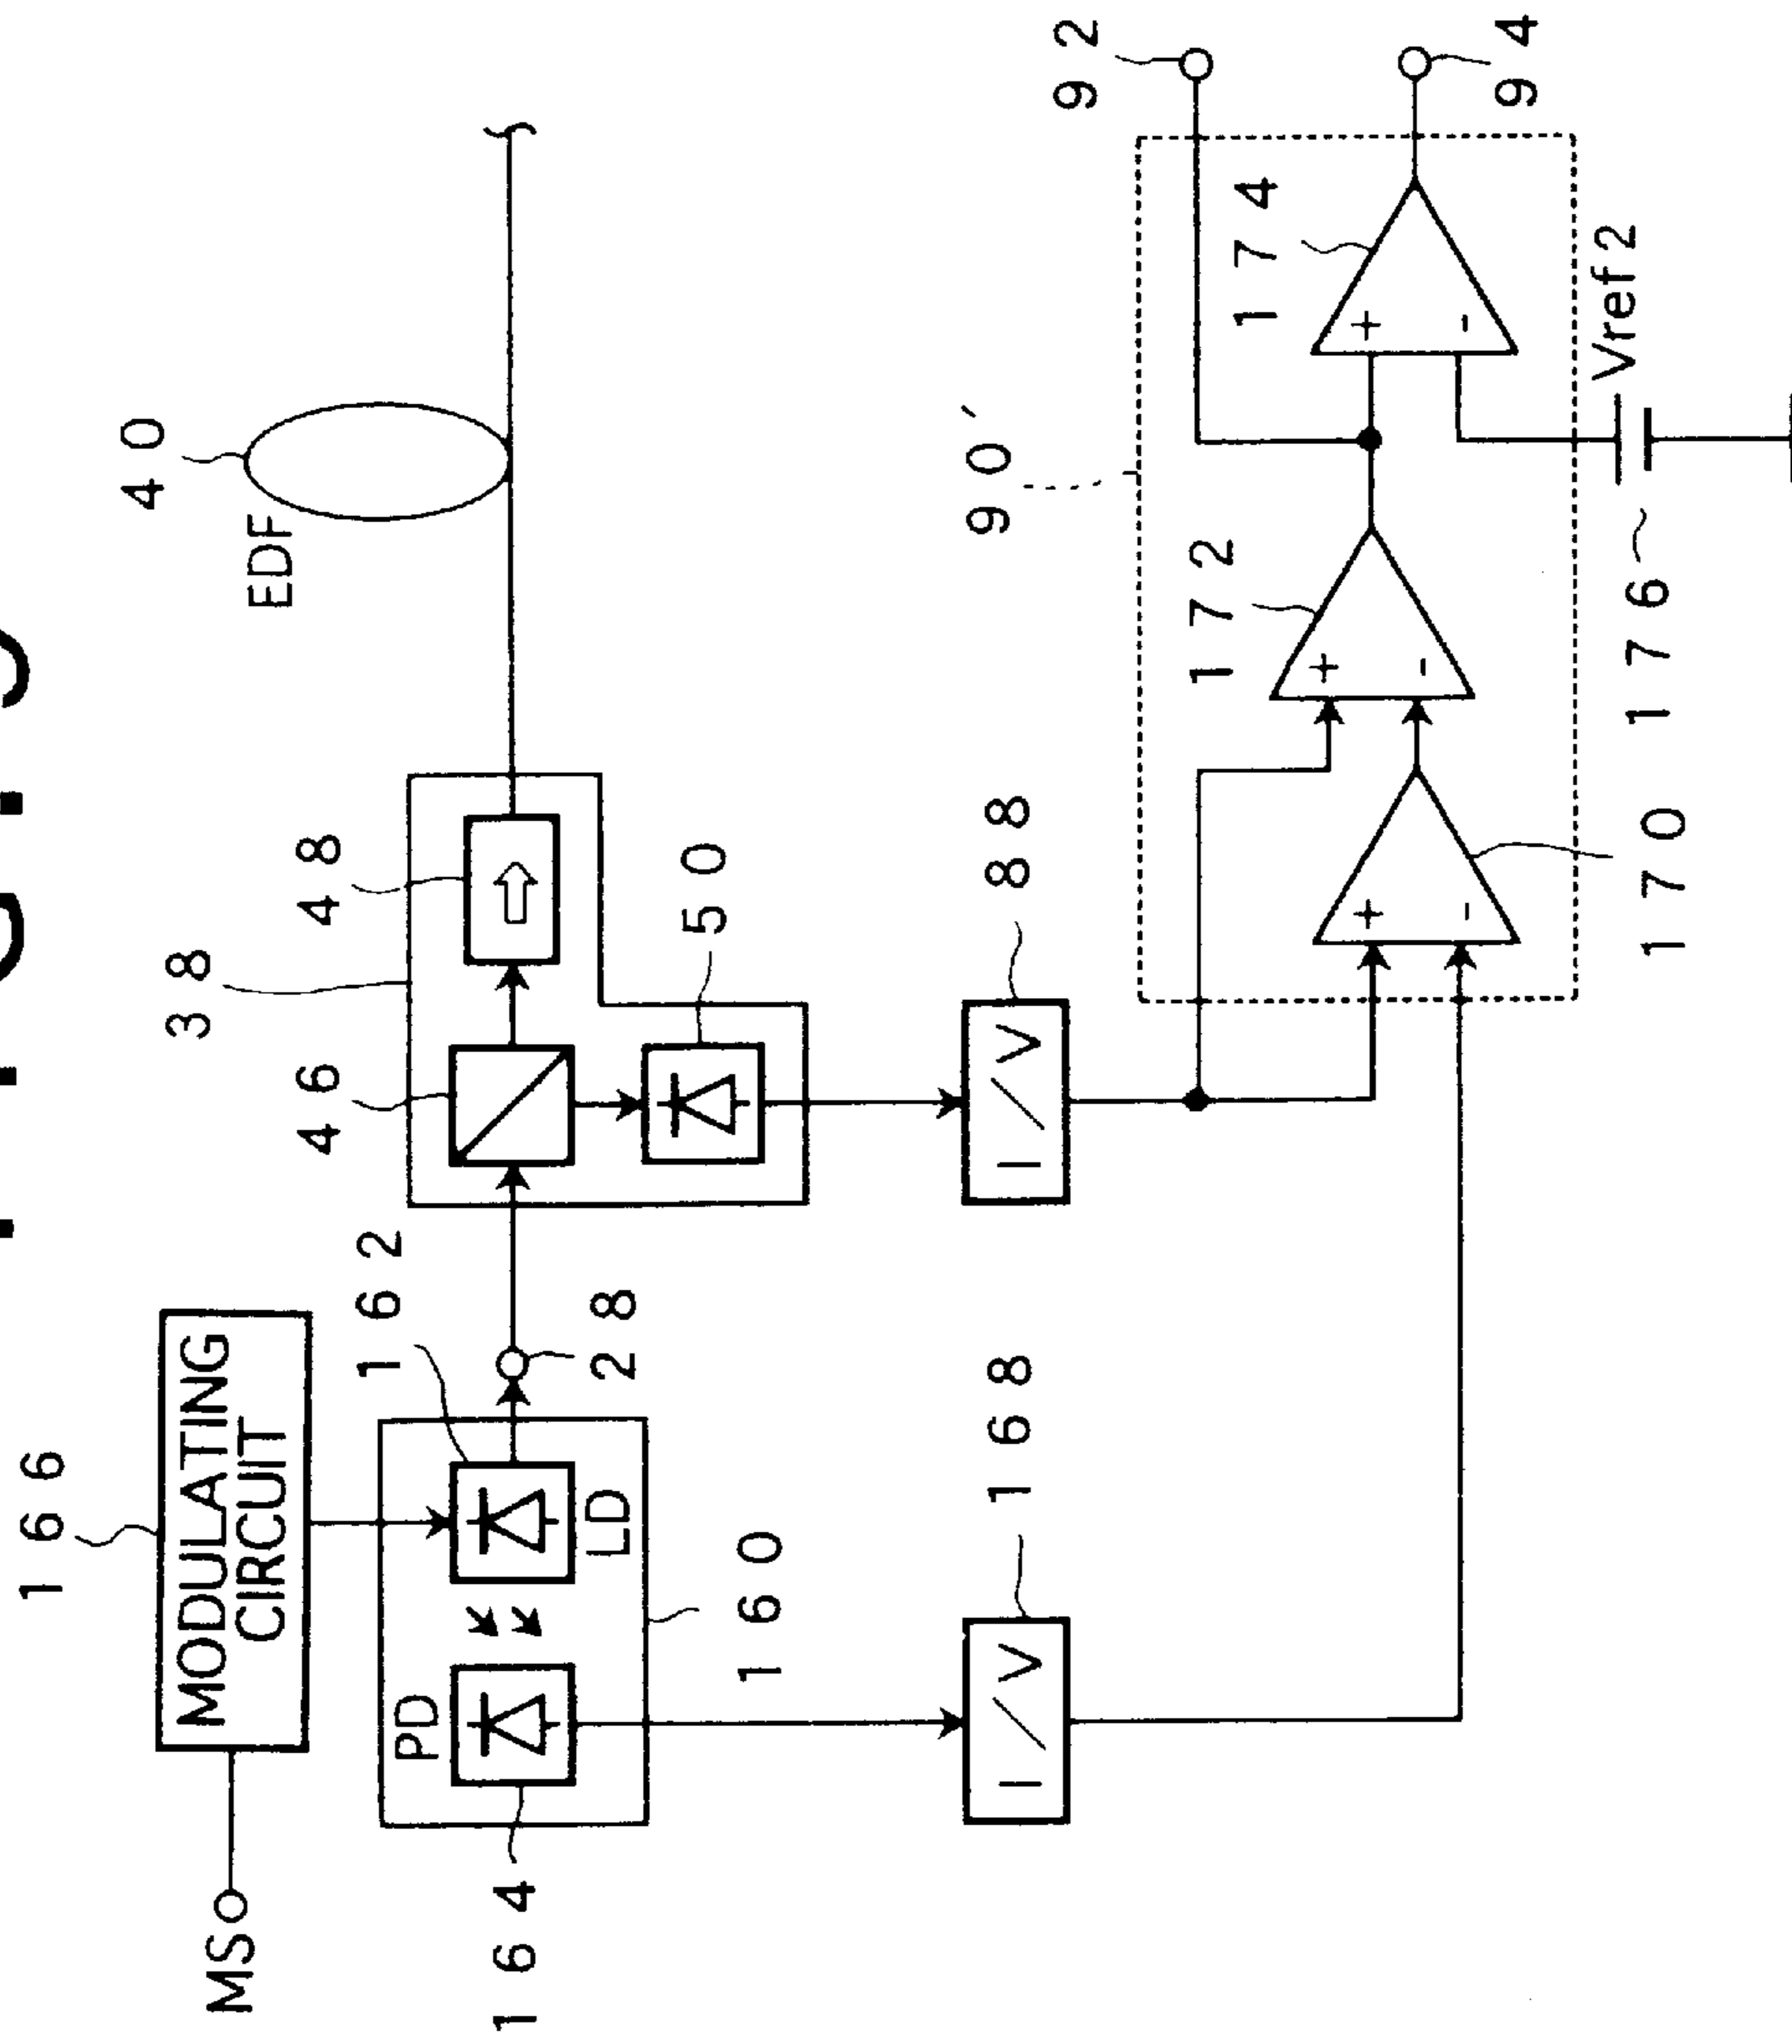 166
MS
MODULATING
CIRCUIT
38
40
EDF
164
PD
LD
162
28
46
48
50
160
168
I/V
88
I/V
90'
92
172
174
94
+
-
+
-
+
-
170
176
Vref2